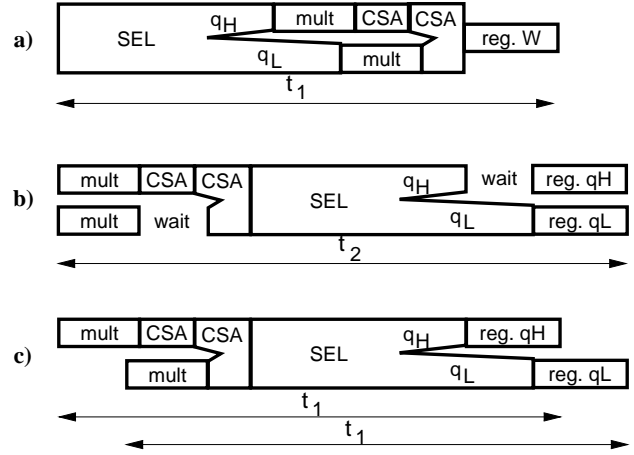 a) SEL qH mult CSA CSA reg. W
qL mult
t1
b) mult CSA CSA SEL qH wait reg. qH
mult wait qL reg. qL
t2
c) mult CSA CSA SEL qH reg. qH
mult qL reg. qL
t1
t1